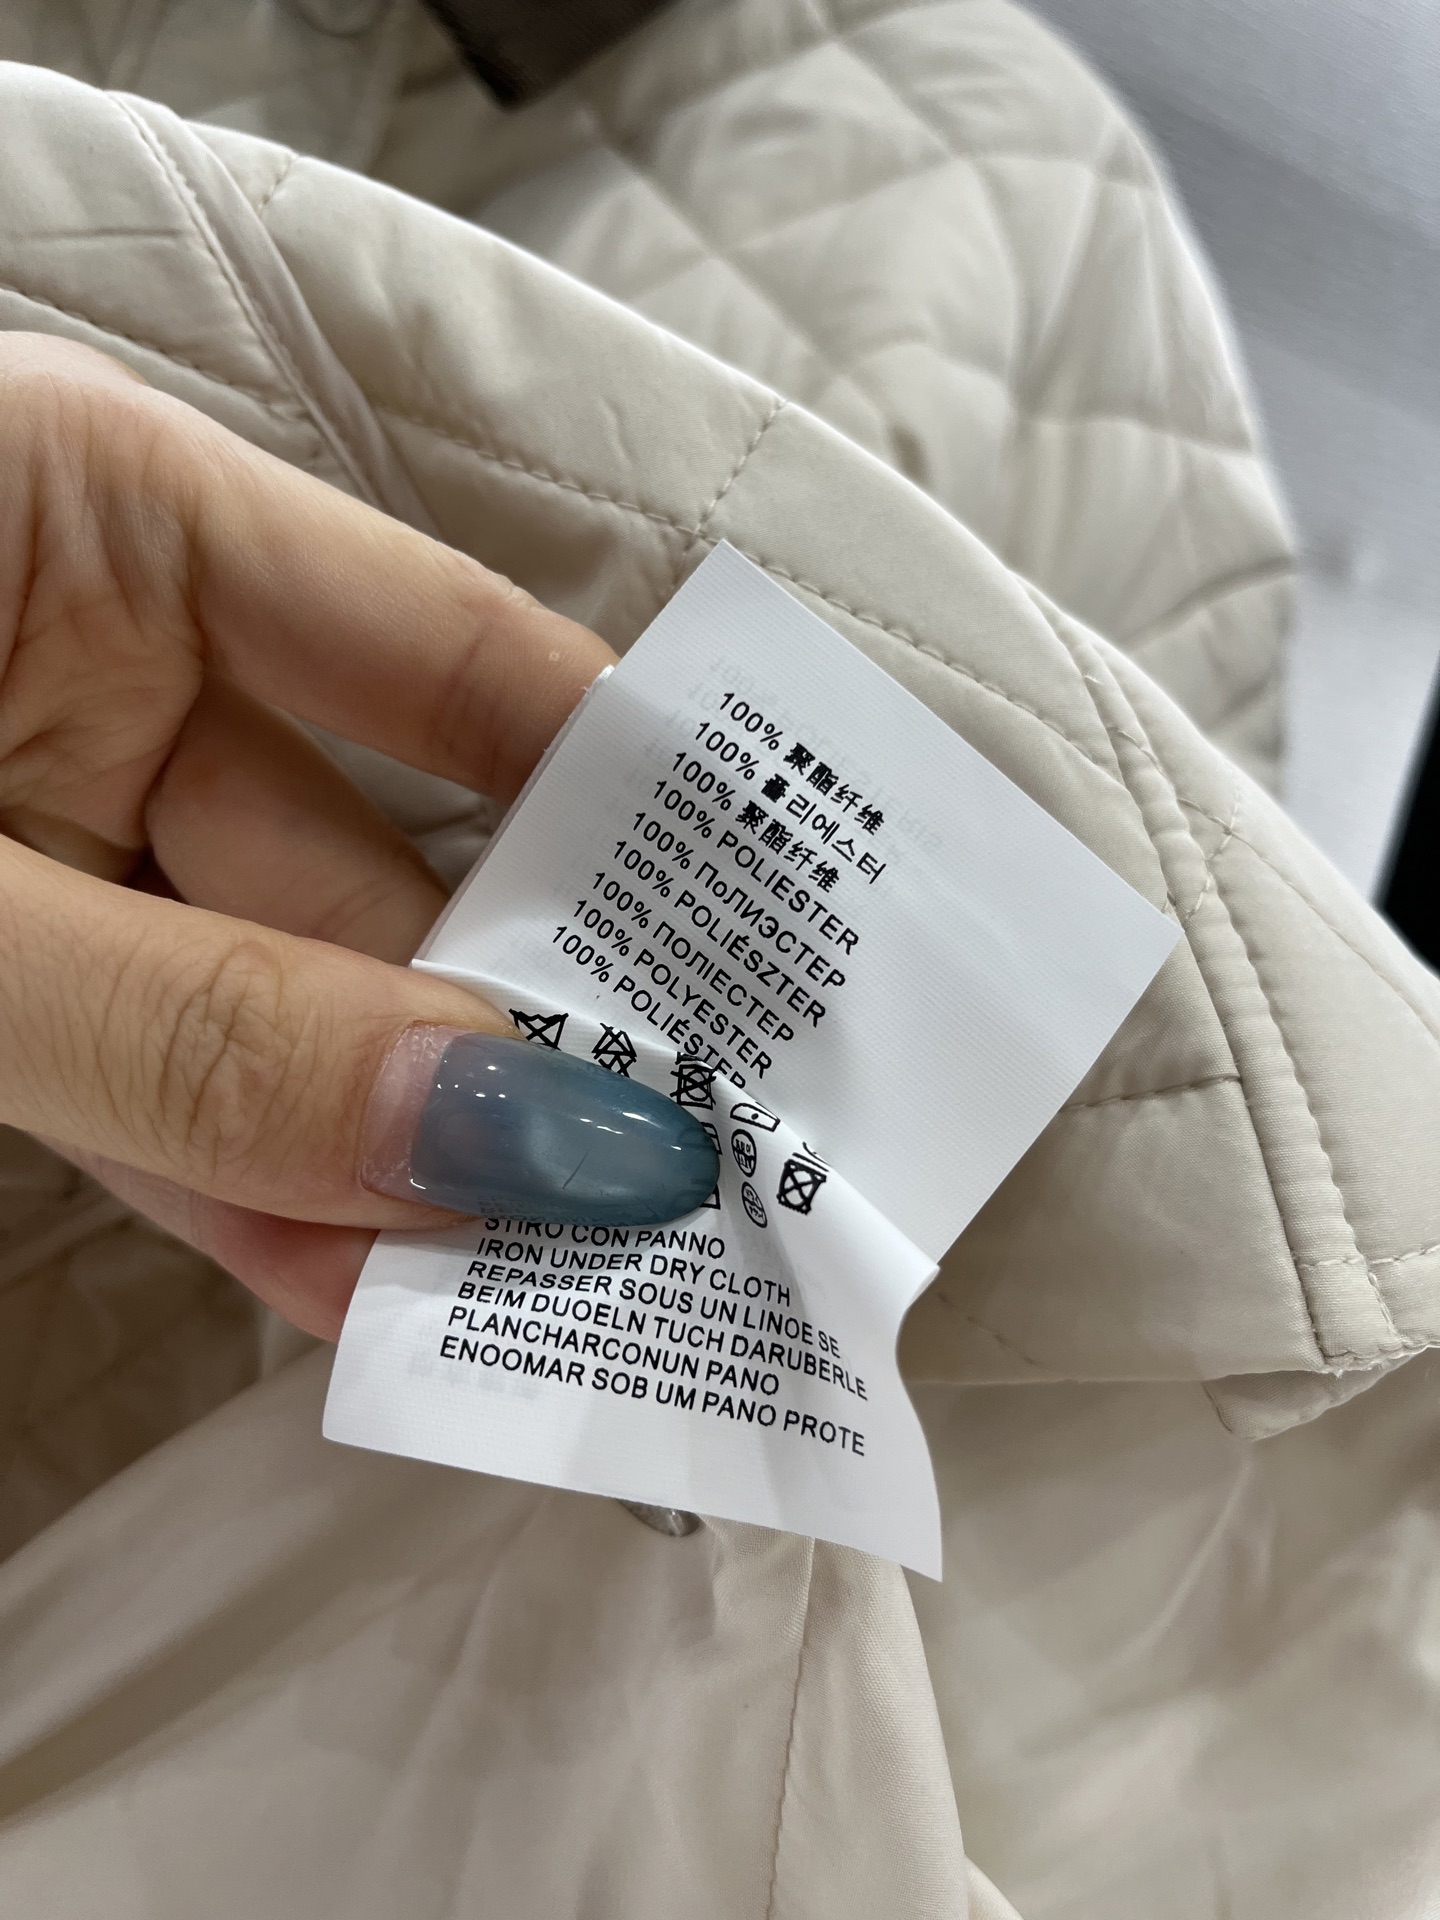 100% 聚酯纤维
100% 폴리에스터
100% 聚酯纤维
100% POLIESTER
100% ПоЛИЭСТЕР
100% POLIÉSZTER
100% ПОЛІЕСТЕР
100% POLYESTER
100% POLIÉSTER
STIRO CON PANNO
IRON UNDER DRY CLOTH
REPASSER SOUS UN LINOE SE
BEIM DUOELN TUCH DARUBERLE
PLANCHARCONUN PANO
ENOOMAR SOB UM PANO PROTE